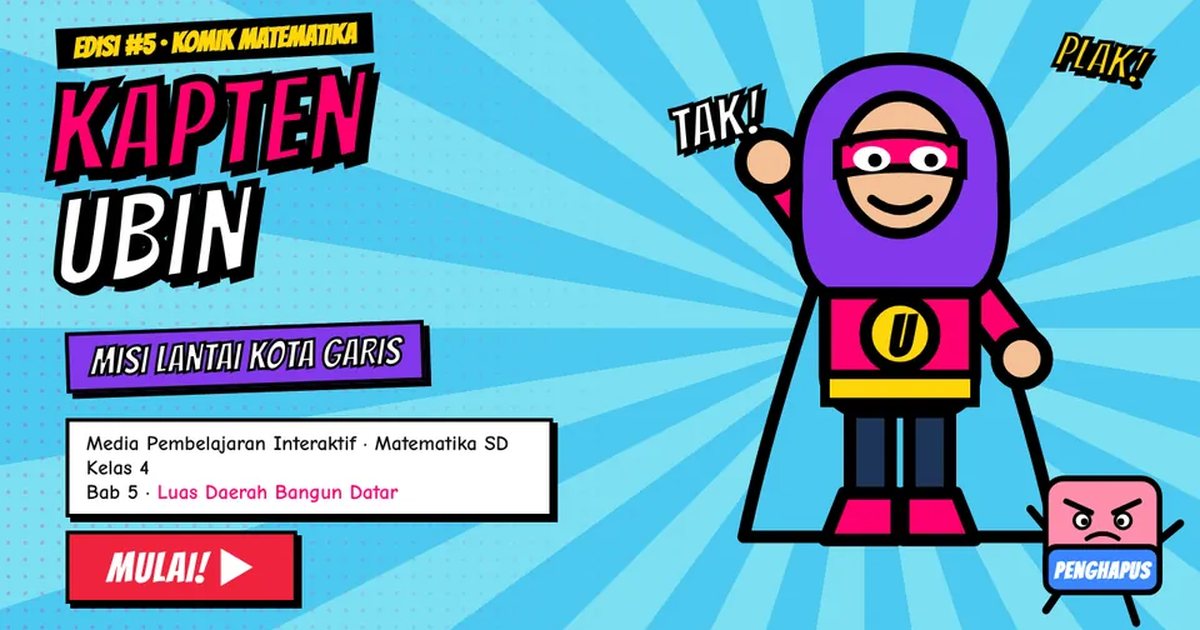 EDISI #5 · KOMIK MATEMATIKA
KAPTEN
UBIN
MISI LANTAI KOTA GARIS
Media Pembelajaran Interaktif · Matematika SD
Kelas 4
Bab 5 · Luas Daerah Bangun Datar
MULAI!
TAK!
PLAK!
U
PENGHAPUS